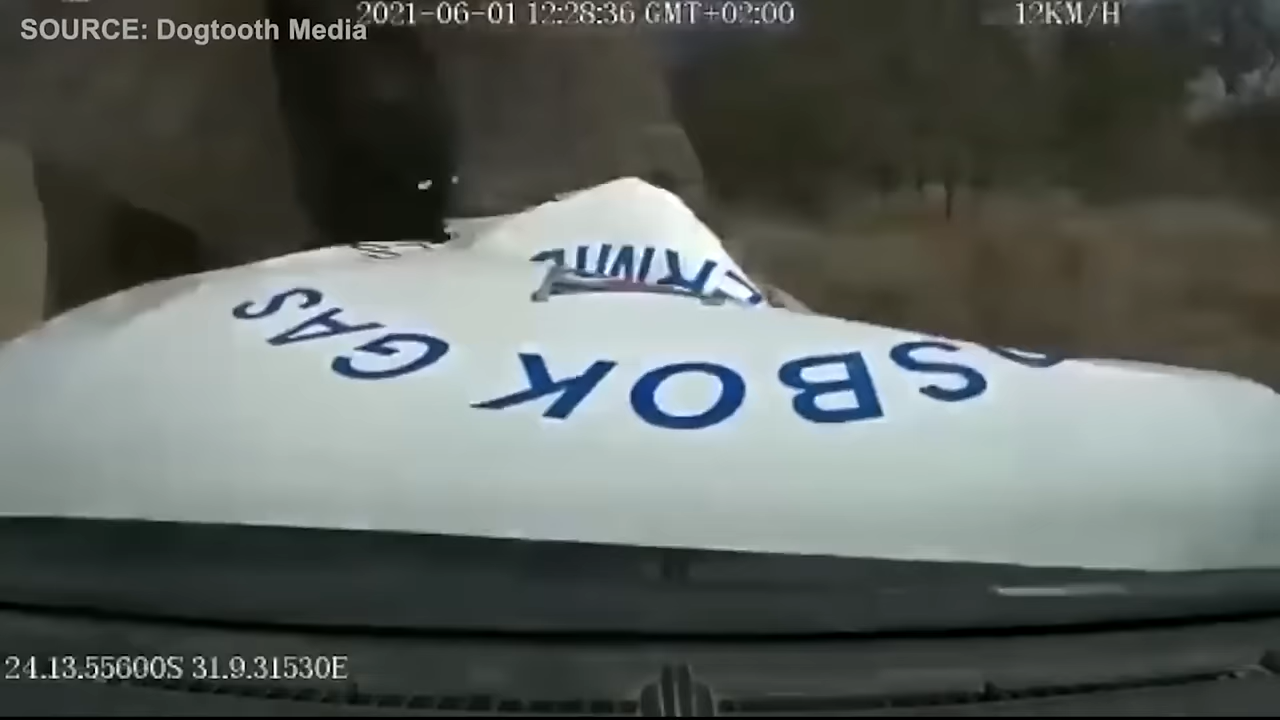 2021-06-01 12:28:36 GMT+02:00 12KM/H
SOURCE: Dogtooth Media
SBOK GAS
24.13.55600S 31.9.31530E